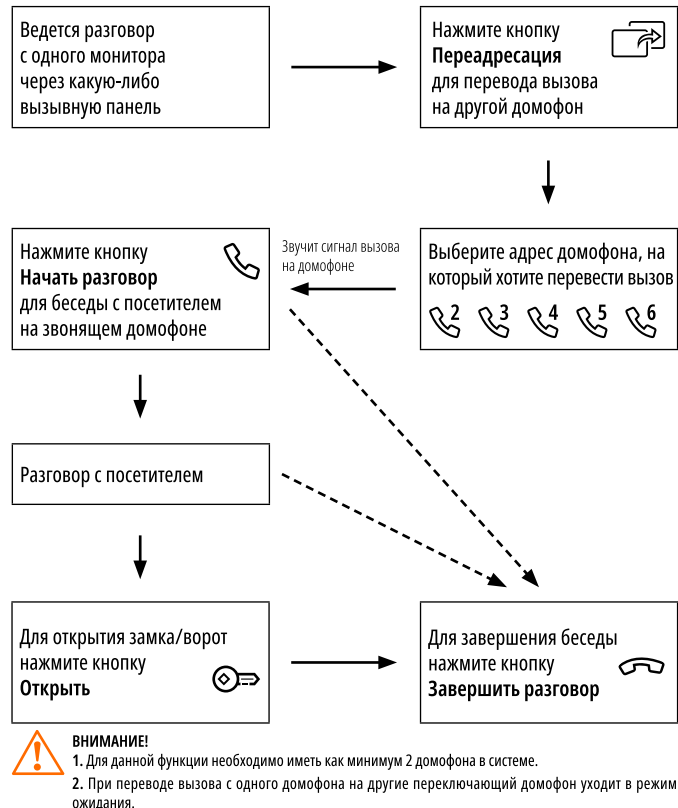 Ведется разговор
с одного монитора
через какую-либо
вызывную панель
Нажмите кнопку
Переадресация
для перевода вызова
на другой домофон
Выберите адрес домофона, на
который хотите перевести вызов
2 3 4 5 6
Звучит сигнал вызова
на домофоне
Нажмите кнопку
Начать разговор
для беседы с посетителем
на звонящем домофоне
Разговор с посетителем
Для открытия замка/ворот
нажмите кнопку
Открыть
Для завершения беседы
нажмите кнопку
Завершить разговор
ВНИМАНИЕ!
1. Для данной функции необходимо иметь как минимум 2 домофона в системе.
2. При переводе вызова с одного домофона на другие переключающий домофон уходит в режим
ожидания.